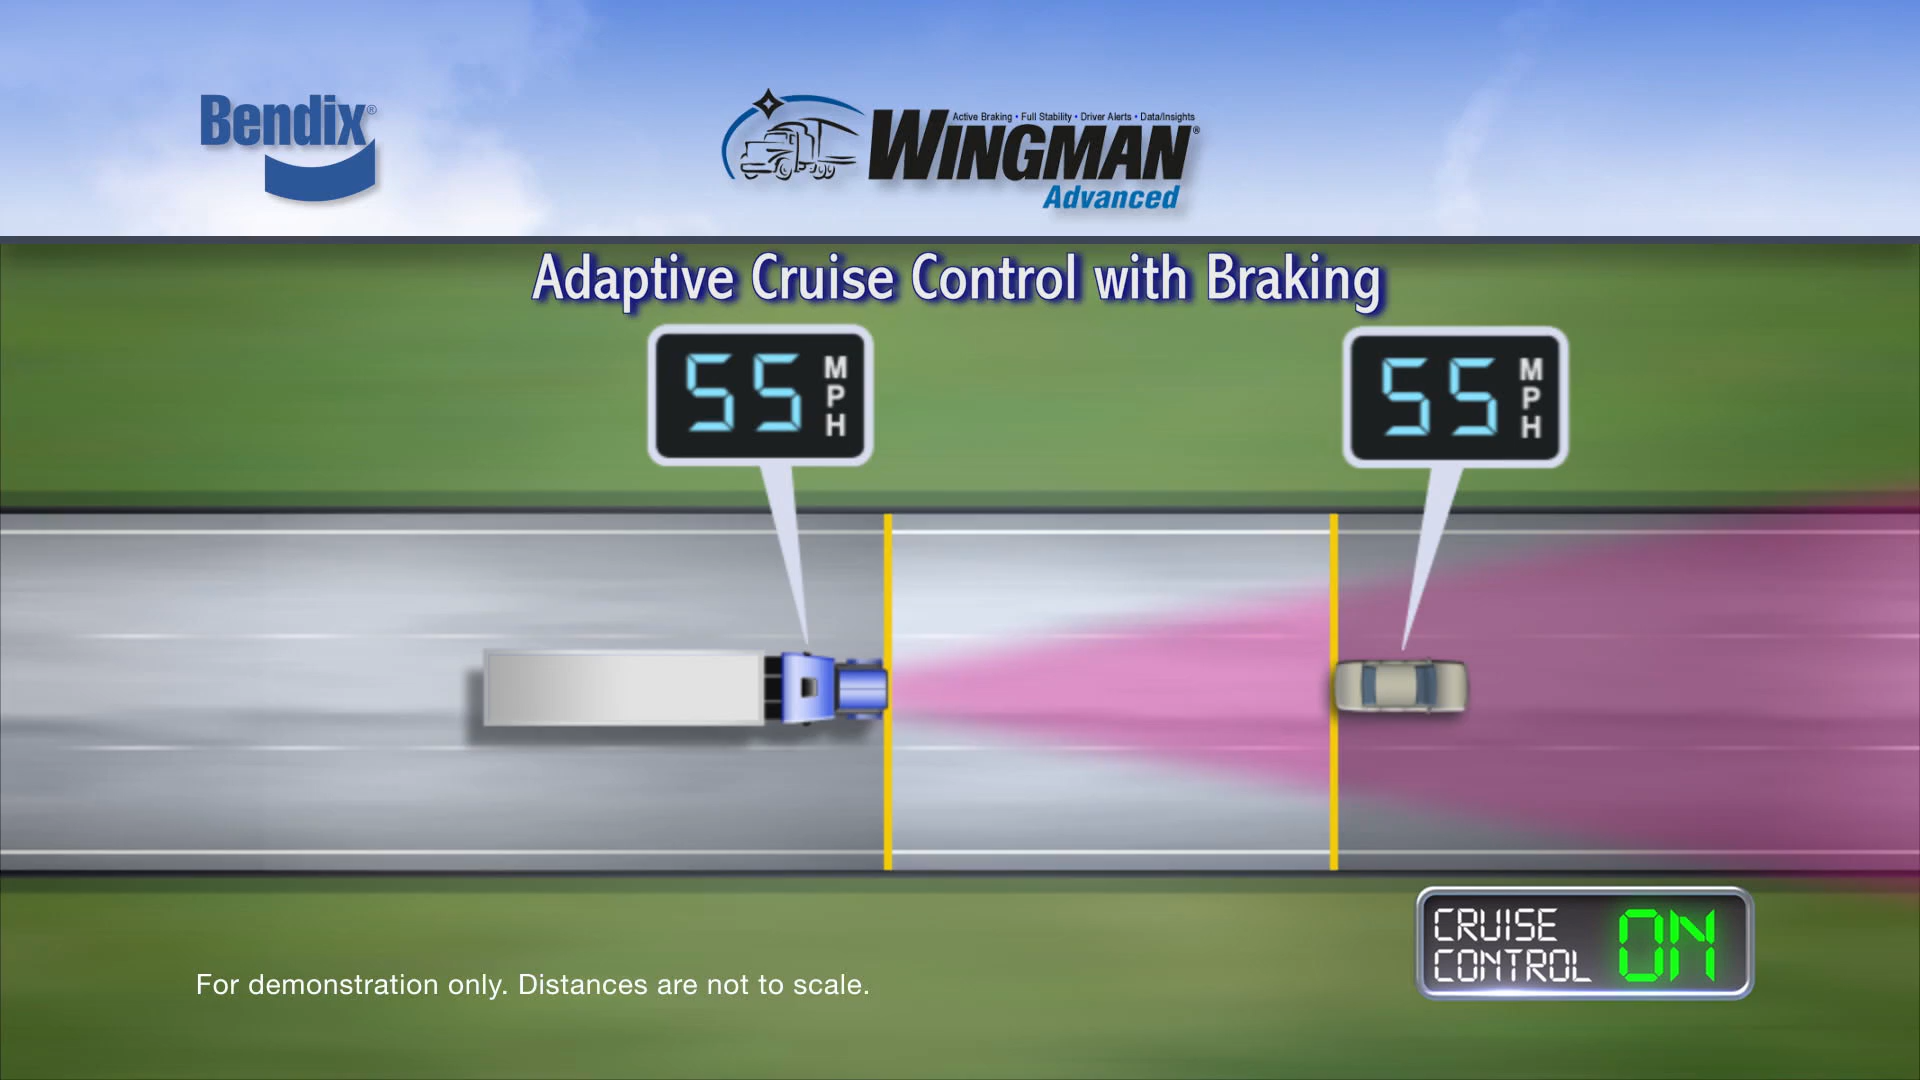 Bendix®
Active Braking • Full Stability • Driver Alerts • Data/Insights
WINGMAN®
Advanced
Adaptive Cruise Control with Braking
55 MPH
55 MPH
CRUISE CONTROL ON
For demonstration only. Distances are not to scale.